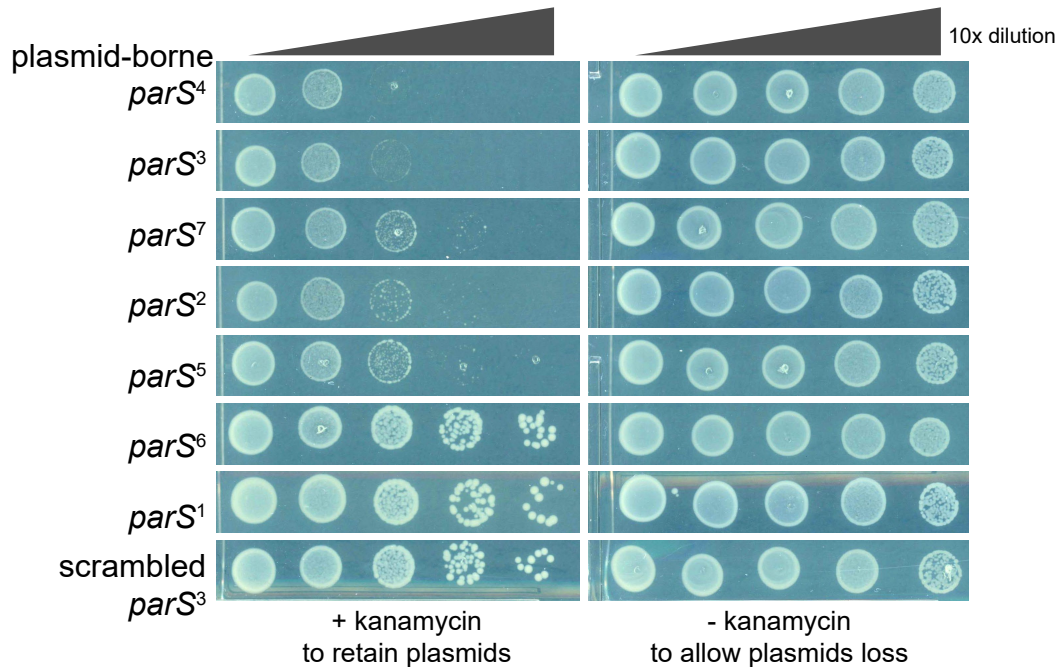 10x dilution
plasmid-borne
parS⁴
parS³
parS⁷
parS²
parS⁵
parS⁶
parS¹
scrambled
parS³
+ kanamycin
to retain plasmids
- kanamycin
to allow plasmids loss